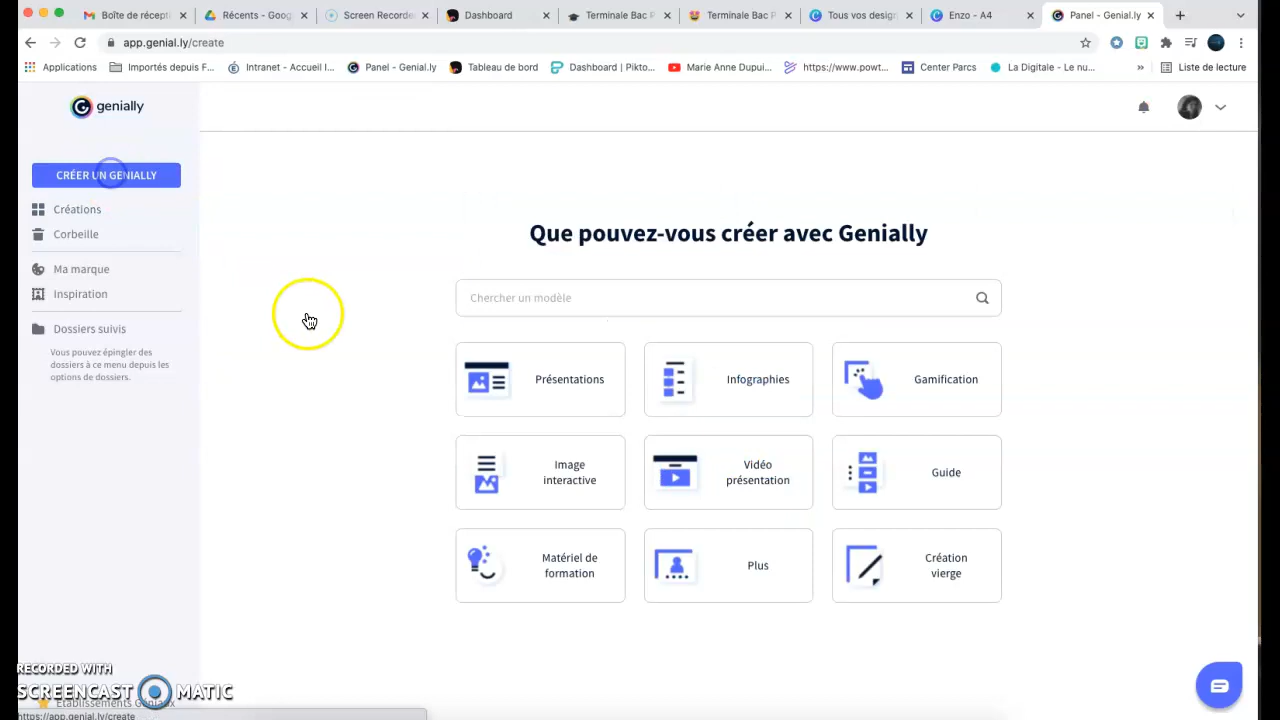 Boîte de récepti
Récents - Goog
Screen Recorde
Dashboard
Terminale Bac P
Terminale Bac P
Tous vos design
Enzo - A4
Panel - Genial.ly
app.genial.ly/create
Applications
Importés depuis F...
Intranet - Accueil I...
Panel - Genial.ly
Tableau de bord
Dashboard | Pikto...
Marie Anne Dupui...
https://www.powt...
Center Parcs
La Digitale - Le nu...
»
Liste de lecture
genially
CRÉER UN GENIALLY
Créations
Corbeille
Ma marque
Inspiration
Dossiers suivis
Vous pouvez épingler des
dossiers à ce menu depuis les
options de dossiers.
Que pouvez-vous créer avec Genially
Chercher un modèle
Présentations
Infographies
Gamification
Image
interactive
Vidéo
présentation
Guide
Matériel de
formation
Plus
Création
vierge
RECORDED WITH
SCREENCAST MATIC
Etablissements Géniaux
https://app.genial.ly/create